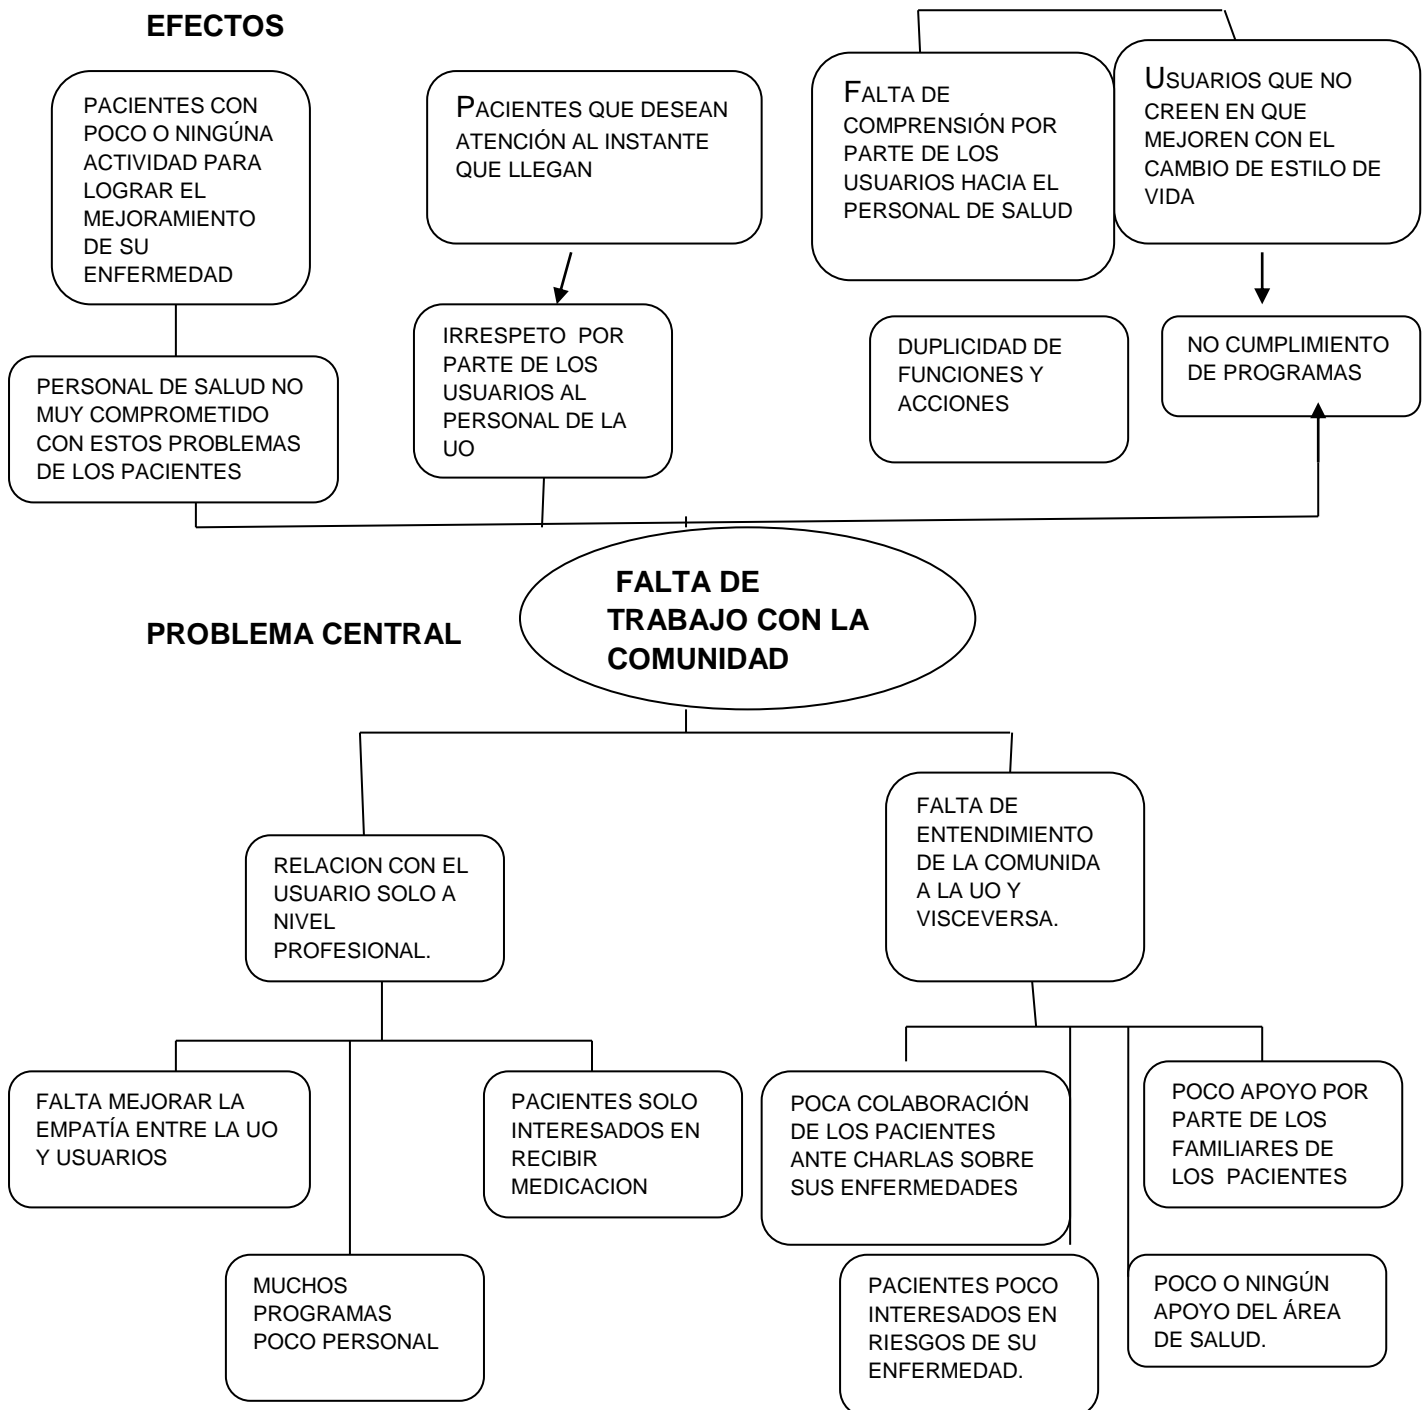 EFECTOS
PACIENTES CON
POCO O NINGÚNA
ACTIVIDAD PARA
LOGRAR EL
MEJORAMIENTO
DE SU
ENFERMEDAD
PACIENTES QUE DESEAN
ATENCIÓN AL INSTANTE
QUE LLEGAN
FALTA DE
COMPRENSIÓN POR
PARTE DE LOS
USUARIOS HACIA EL
PERSONAL DE SALUD
USUARIOS QUE NO
CREEN EN QUE
MEJOREN CON EL
CAMBIO DE ESTILO DE
VIDA
PERSONAL DE SALUD NO
MUY COMPROMETIDO
CON ESTOS PROBLEMAS
DE LOS PACIENTES
IRRESPETO POR
PARTE DE LOS
USUARIOS AL
PERSONAL DE LA
UO
DUPLICIDAD DE
FUNCIONES Y
ACCIONES
NO CUMPLIMIENTO
DE PROGRAMAS
PROBLEMA CENTRAL
FALTA DE
TRABAJO CON LA
COMUNIDAD
RELACION CON EL
USUARIO SOLO A
NIVEL
PROFESIONAL.
FALTA DE
ENTENDIMIENTO
DE LA COMUNIDA
A LA UO Y
VISCEVERSA.
FALTA MEJORAR LA
EMPATÍA ENTRE LA UO
Y USUARIOS
PACIENTES SOLO
INTERESADOS EN
RECIBIR
MEDICACION
POCA COLABORACIÓN
DE LOS PACIENTES
ANTE CHARLAS SOBRE
SUS ENFERMEDADES
POCO APOYO POR
PARTE DE LOS
FAMILIARES DE
LOS PACIENTES
MUCHOS
PROGRAMAS
POCO PERSONAL
PACIENTES POCO
INTERESADOS EN
RIESGOS DE SU
ENFERMEDAD.
POCO O NINGÚN
APOYO DEL ÁREA
DE SALUD.